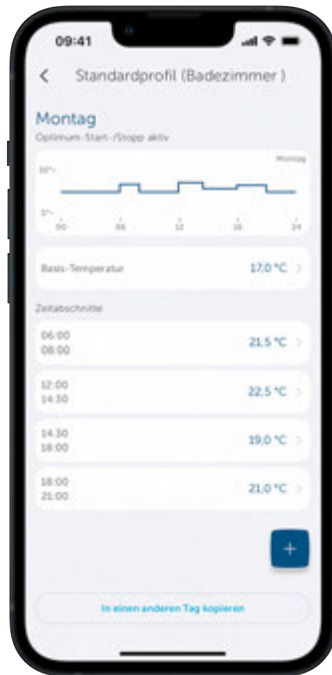 09:41
Standardprofil (Badezimmer)
Montag
Optimum-Start-/Stopp aktiv
Montag
30°-
5°-
00 06 12 18 24
Basis-Temperatur 17,0 °C
Zeitabschnitte
06:00
08:00
21,5 °C
12:00
14:30
22,5 °C
14:30
18:00
19,0 °C
18:00
21:00
21,0 °C
+
In einen anderen Tag kopieren